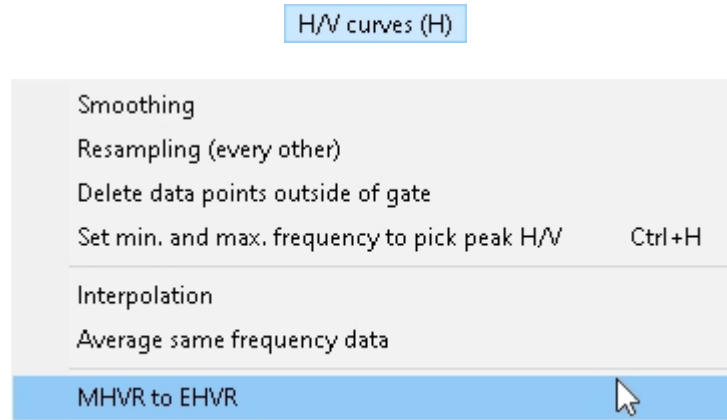 H/V curves (H)
Smoothing
Resampling (every other)
Delete data points outside of gate
Set min. and max. frequency to pick peak H/V Ctrl+H
Interpolation
Average same frequency data
MHVR to EHVR